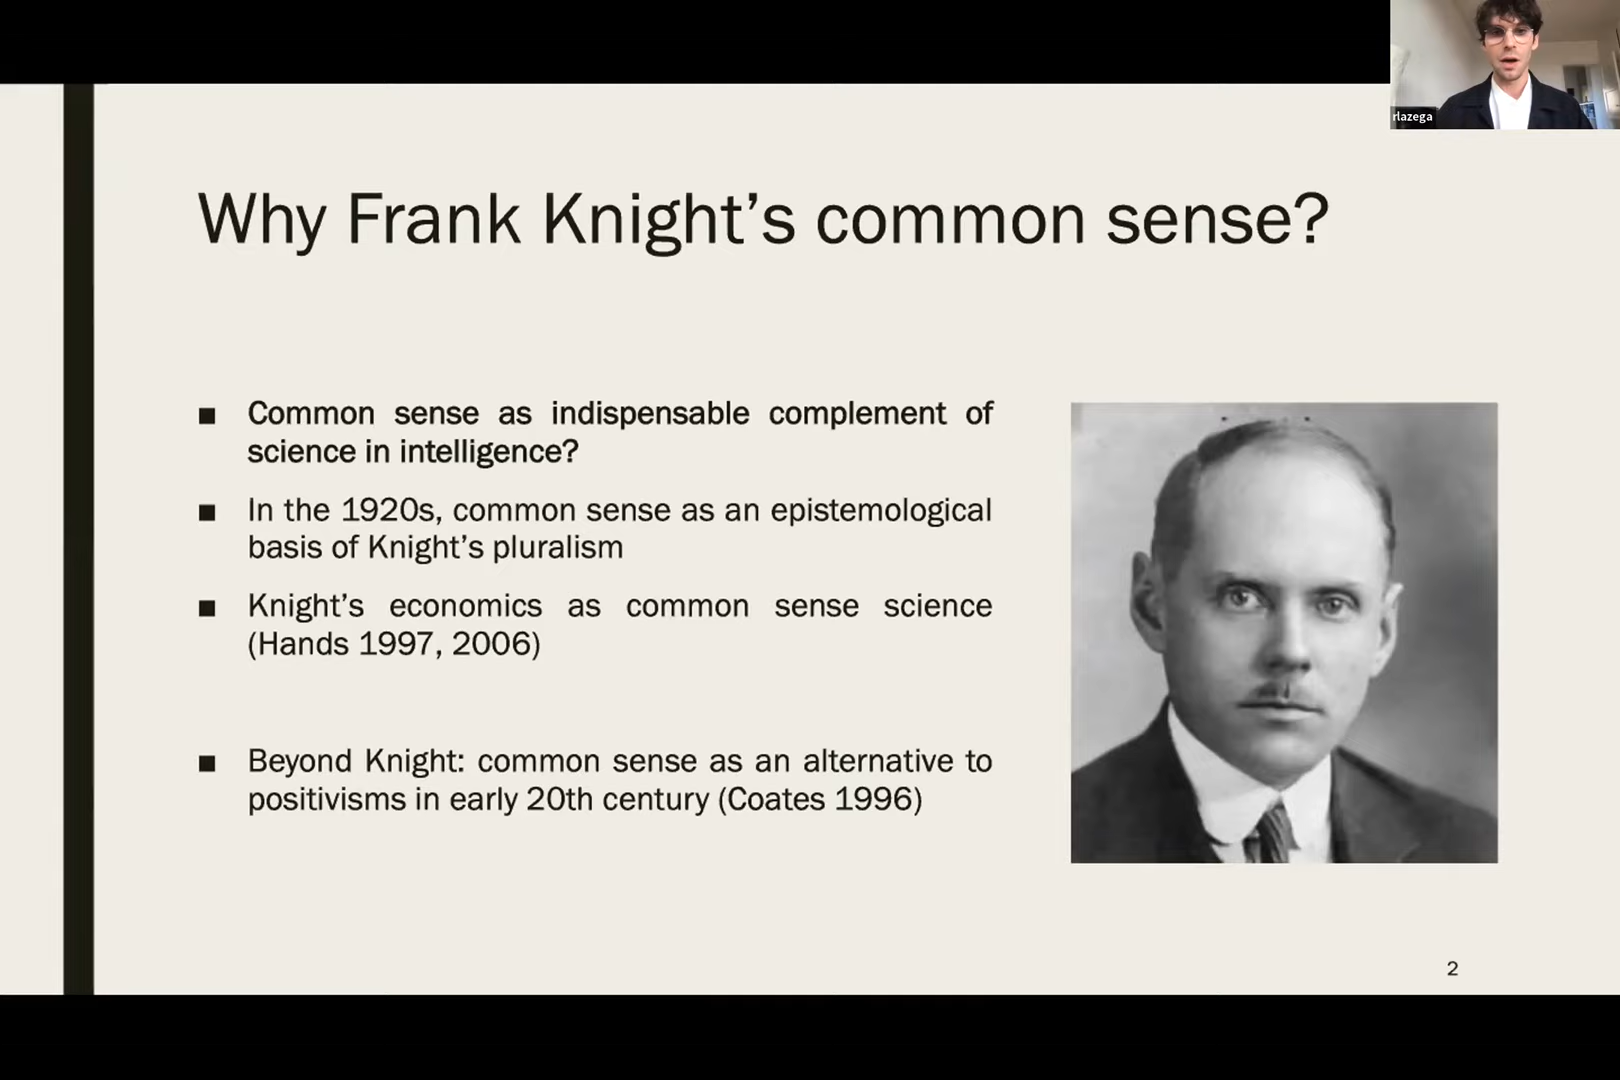 rlazega
Why Frank Knight’s common sense?
■ Common sense as indispensable complement of
science in intelligence?
■ In the 1920s, common sense as an epistemological
basis of Knight’s pluralism
■ Knight’s economics as common sense science
(Hands 1997, 2006)
■ Beyond Knight: common sense as an alternative to
positivisms in early 20th century (Coates 1996)
2